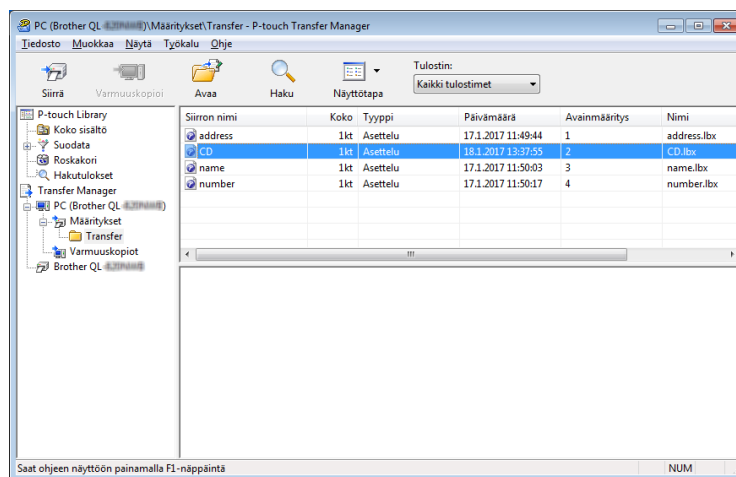 PC (Brother QL )\Määritykset\Transfer - P-touch Transfer Manager
Tiedosto Muokkaa Näytä Työkalu Ohje
Siirrä Varmuuskopioi Avaa Haku Näyttötapa
Tulostin:
Kaikki tulostimet
P-touch Library
Koko sisältö
Suodata
Roskakori
Hakutulokset
Transfer Manager
PC (Brother QL )
Määritykset
Transfer
Varmuuskopiot
Brother QL
Siirron nimi Koko Tyyppi Päivämäärä Avainmääritys Nimi
address 1kt Asettelu 17.1.2017 11:49:44 1 address.lbx
CD 1kt Asettelu 18.1.2017 13:37:55 2 CD.lbx
name 1kt Asettelu 17.1.2017 11:50:03 3 name.lbx
number 1kt Asettelu 17.1.2017 11:50:17 4 number.lbx
Saat ohjeen näyttöön painamalla F1-näppäintä NUM